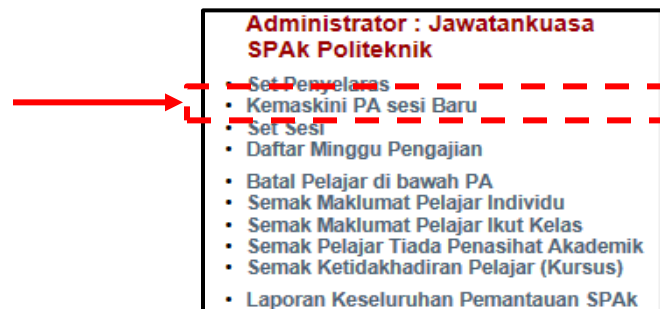 Administrator : Jawatankuasa
SPAk Politeknik
• Set Penyelaras
• Kemaskini PA sesi Baru
• Set Sesi
• Daftar Minggu Pengajian
• Batal Pelajar di bawah PA
• Semak Maklumat Pelajar Individu
• Semak Maklumat Pelajar Ikut Kelas
• Semak Pelajar Tiada Penasihat Akademik
• Semak Ketidakhadiran Pelajar (Kursus)
• Laporan Keseluruhan Pemantauan SPAk